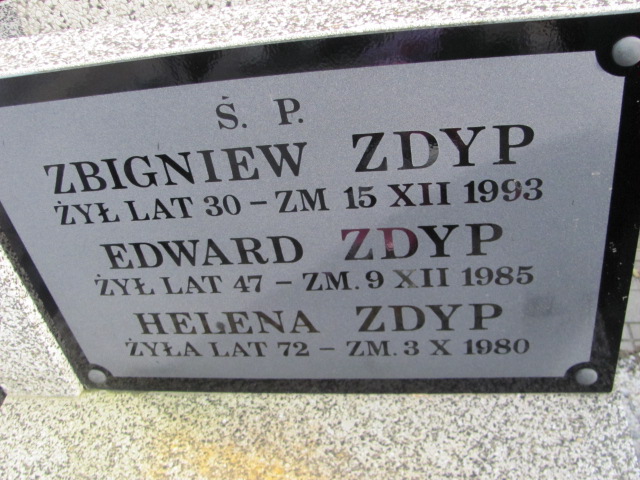 Ś. P.
ZBIGNIEW ZDYP
ŻYŁ LAT 30 – ZM 15 XII 1993
EDWARD ZDYP
ŻYŁ LAT 47 – ZM. 9 XII 1985
HELENA ZDYP
ŻYŁA LAT 72 – ZM. 3 X 1980